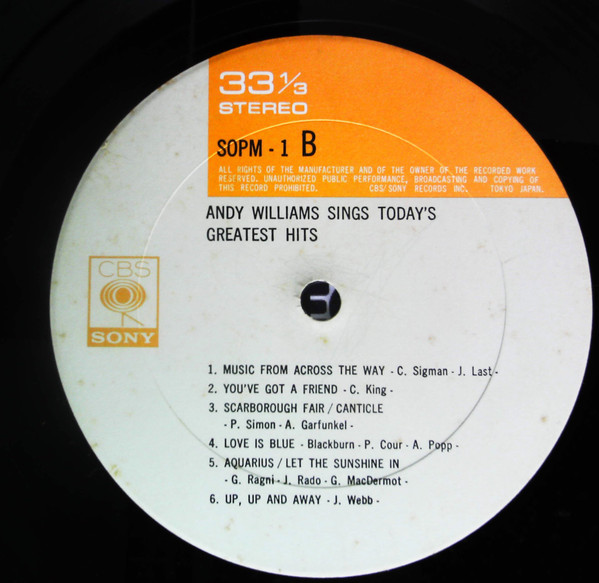 33 1/3
STEREO
SOPM - 1 B
ALL RIGHTS OF THE MANUFACTURER AND OF THE OWNER OF THE RECORDED WORK
RESERVED. UNAUTHORIZED PUBLIC PERFORMANCE, BROADCASTING AND COPYING OF
THIS RECORD PROHIBITED. CBS/SONY RECORDS INC. TOKYO JAPAN.
ANDY WILLIAMS SINGS TODAY'S
GREATEST HITS
CBS
SONY
1. MUSIC FROM ACROSS THE WAY - C. Sigman - J. Last -
2. YOU'VE GOT A FRIEND - C. King -
3. SCARBOROUGH FAIR / CANTICLE
- P. Simon - A. Garfunkel -
4. LOVE IS BLUE - Blackburn - P. Cour - A. Popp -
5. AQUARIUS / LET THE SUNSHINE IN
- G. Ragni - J. Rado - G. MacDermot -
6. UP, UP AND AWAY - J. Webb -